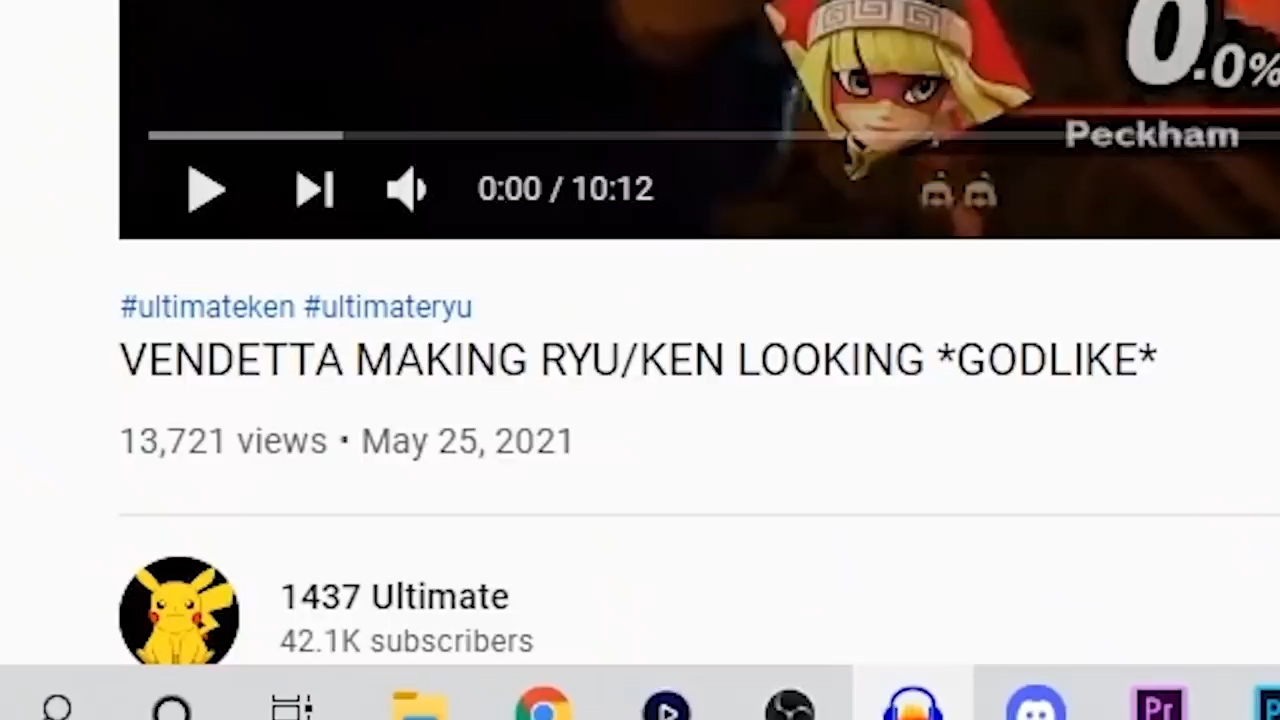 0.0%
Peckham
0:00 / 10:12
#ultimateken #ultimateryu
VENDETTA MAKING RYU/KEN LOOKING *GODLIKE*
13,721 views • May 25, 2021
1437 Ultimate
42.1K subscribers
Pr